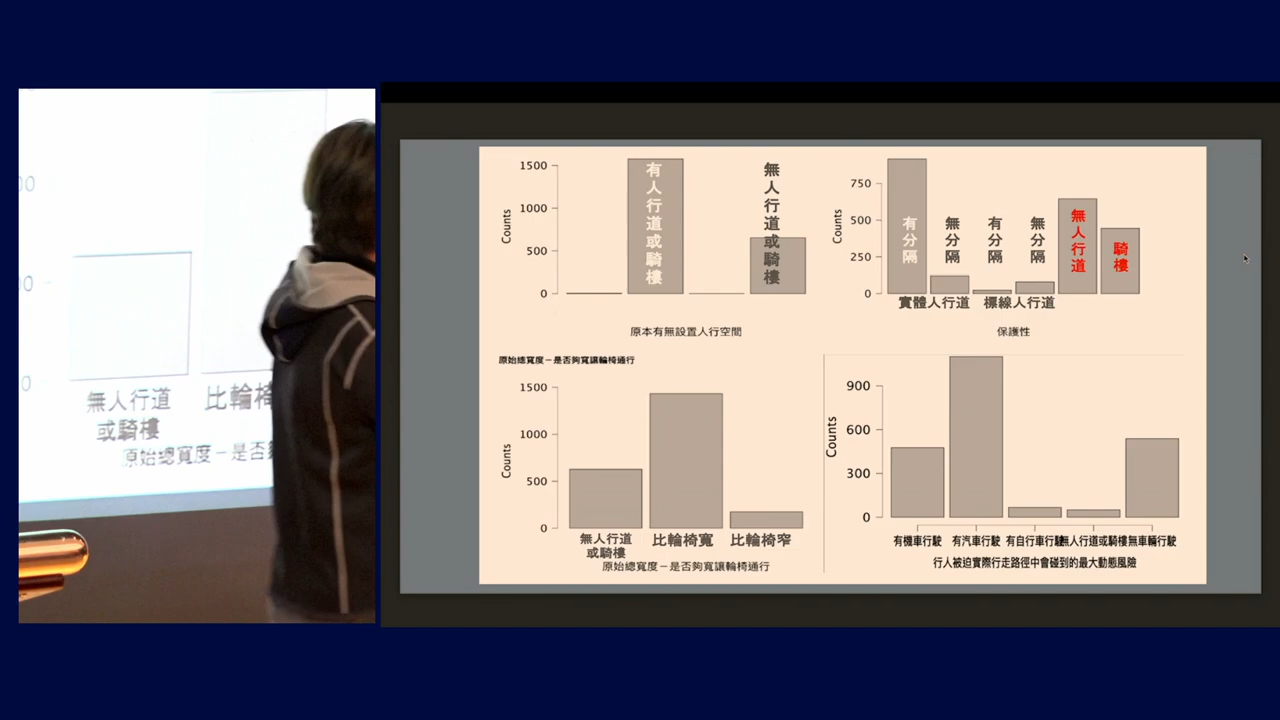 00
00
0
無人行道
或騎樓
比輪椅
原始總寬度－是否
1500
1000
500
0
Counts
有人行道或騎樓
無人行道或騎樓
原本有無設置人行空間
750
500
250
0
Counts
有分隔
無分隔
有分隔
無分隔
無人行道
騎樓
實體人行道
標線人行道
保護性
原始總寬度－是否夠寬讓輪椅通行
1500
1000
500
0
Counts
無人行道
或騎樓
比輪椅寬
比輪椅窄
原始總寬度－是否夠寬讓輪椅通行
900
600
300
0
Counts
有機車行駛
有汽車行駛
有自行車行駛
無人行道或騎樓
無車輛行駛
行人被迫實際行走路徑中會碰到的最大動態風險